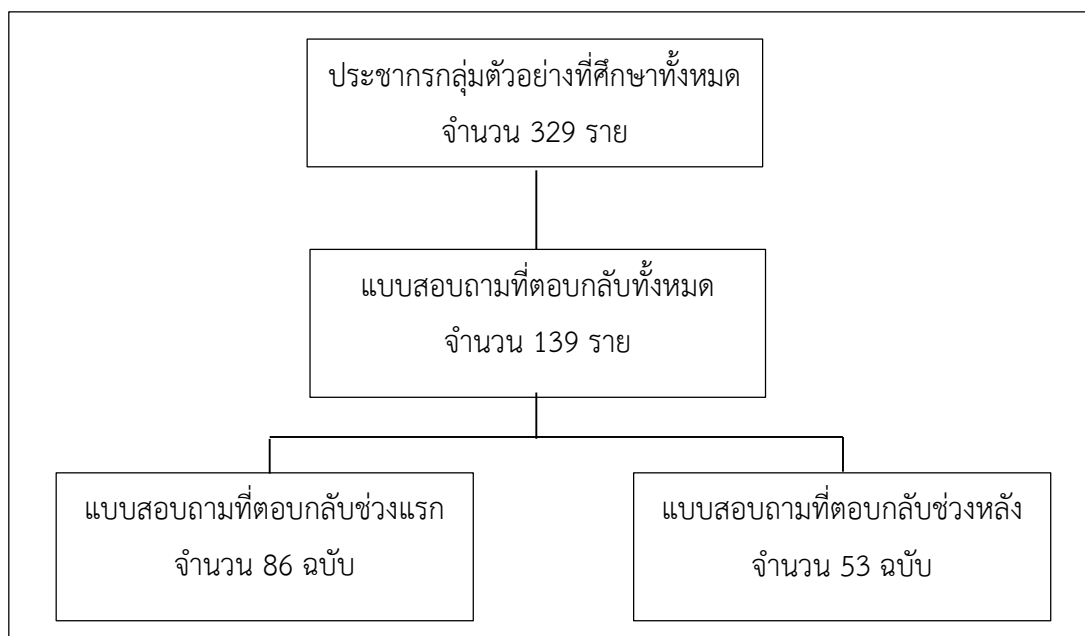 ประชากรกลุ่มตัวอย่างที่ศึกษาทั้งหมด
จำนวน 329 ราย
แบบสอบถามที่ตอบกลับทั้งหมด
จำนวน 139 ราย
แบบสอบถามที่ตอบกลับช่วงแรก
จำนวน 86 ฉบับ
แบบสอบถามที่ตอบกลับช่วงหลัง
จำนวน 53 ฉบับ